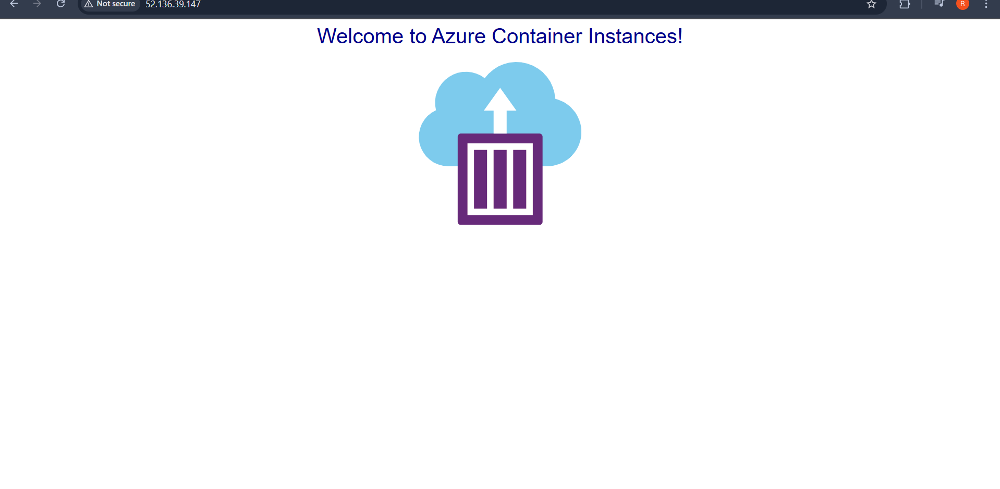 Not secure 52.136.39.147
R
Welcome to Azure Container Instances!